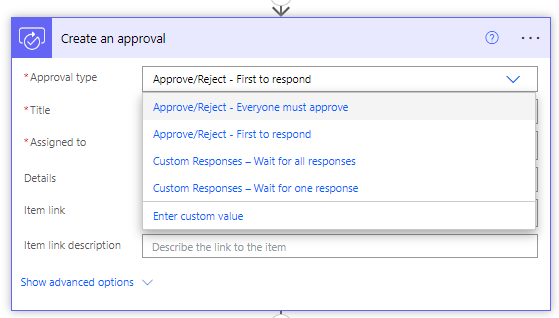 Create an approval
* Approval type
Approve/Reject - First to respond
* Title
Approve/Reject - Everyone must approve
* Assigned to
Approve/Reject - First to respond
Custom Responses – Wait for all responses
Details
Custom Responses – Wait for one response
Item link
Enter custom value
Item link description
Describe the link to the item
Show advanced options